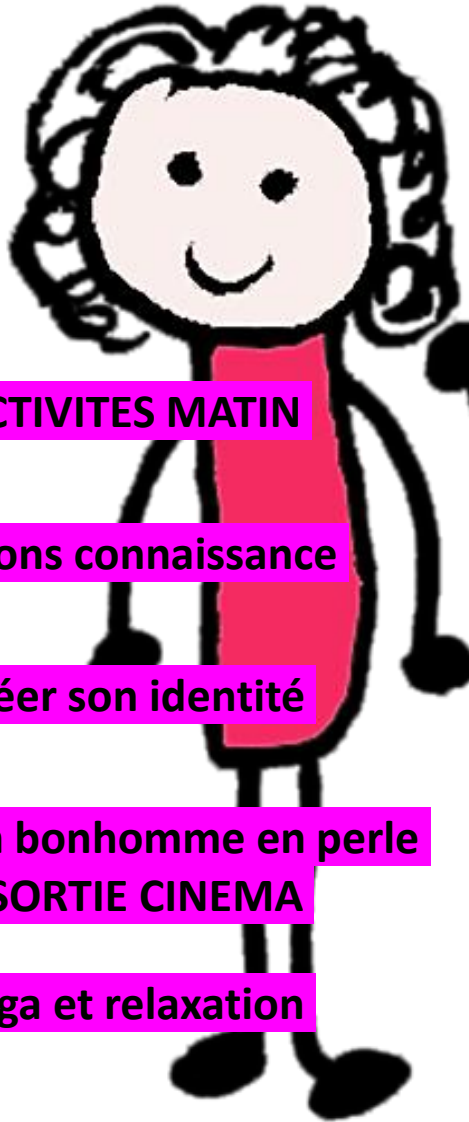 CTIVITES MATIN
ons connaissance
éer son identité
bonhomme en perle
SORTIE CINEMA
ga et relaxation